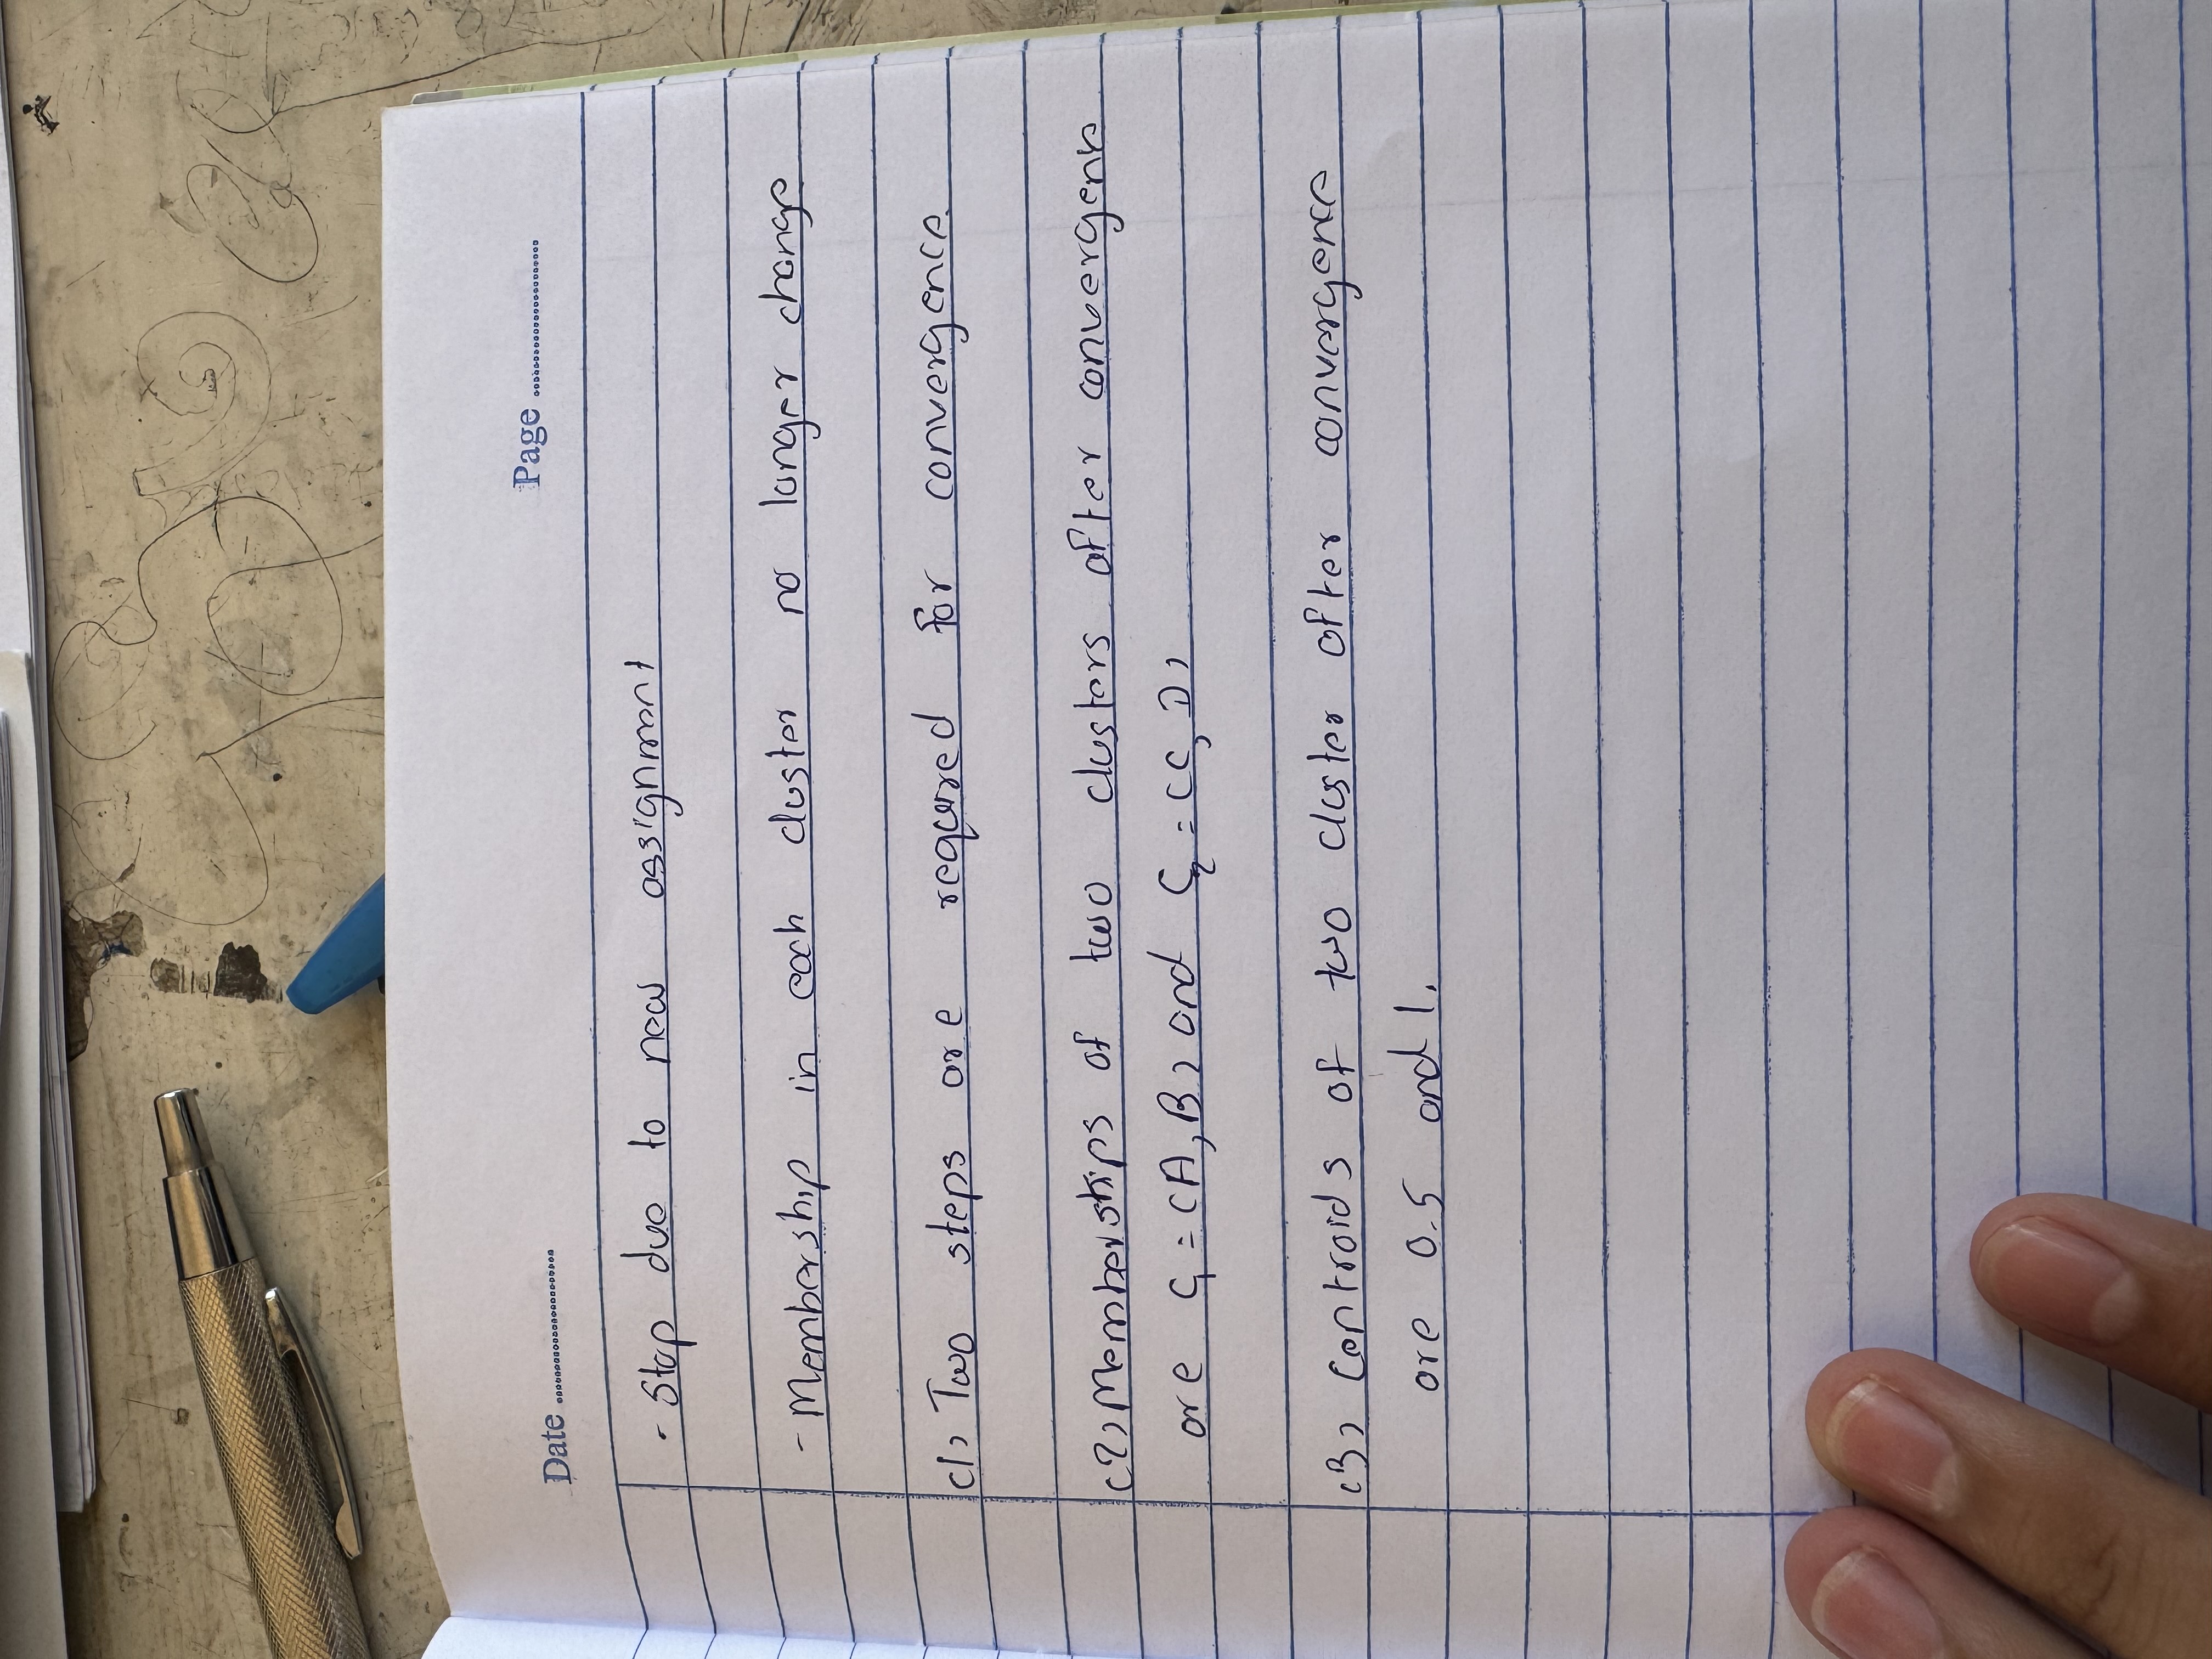 Date ........................ Page ........................
- Stop due to new assignment
- Membership in each cluster no longer change
(1) Two steps are required for convergence.
(2) Memberships of two clusters after convergence
are C₁ = (A, B) and C₂ = (C, D)
(3) Centroids of two cluster after convergence
are 0.5 and 1.